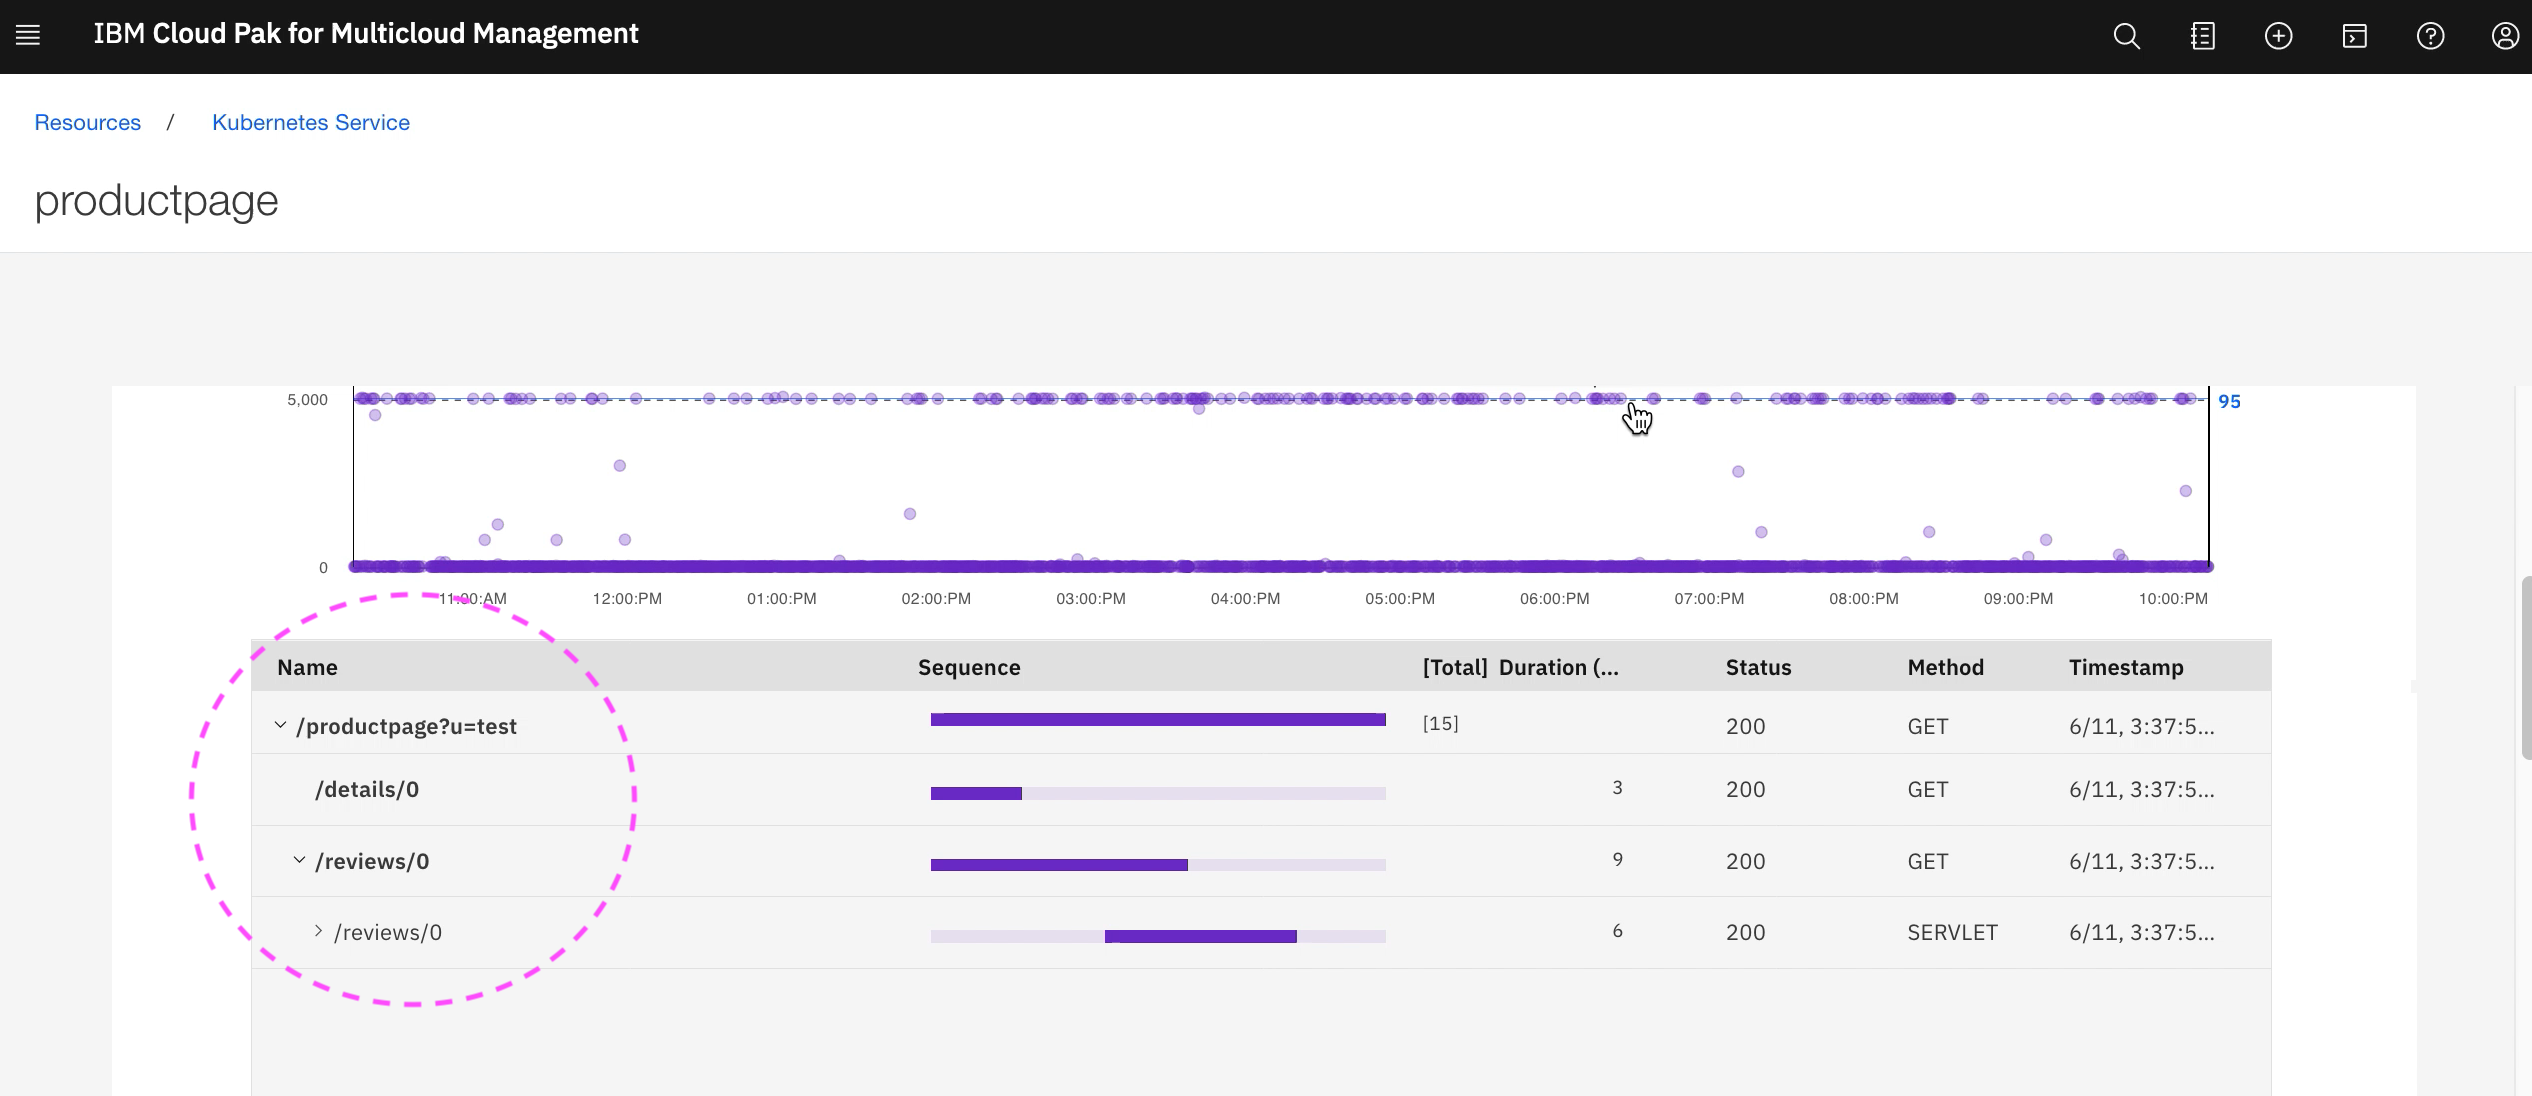 IBM Cloud Pak for Multicloud Management
Resources / Kubernetes Service
productpage
5,000
95
0
11:00:AM 12:00:PM 01:00:PM 02:00:PM 03:00:PM 04:00:PM 05:00:PM 06:00:PM 07:00:PM 08:00:PM 09:00:PM 10:00:PM
Name Sequence [Total] Duration (... Status Method Timestamp
/productpage?u=test [15] 200 GET 6/11, 3:37:5...
/details/0 3 200 GET 6/11, 3:37:5...
/reviews/0 9 200 GET 6/11, 3:37:5...
/reviews/0 6 200 SERVLET 6/11, 3:37:5...